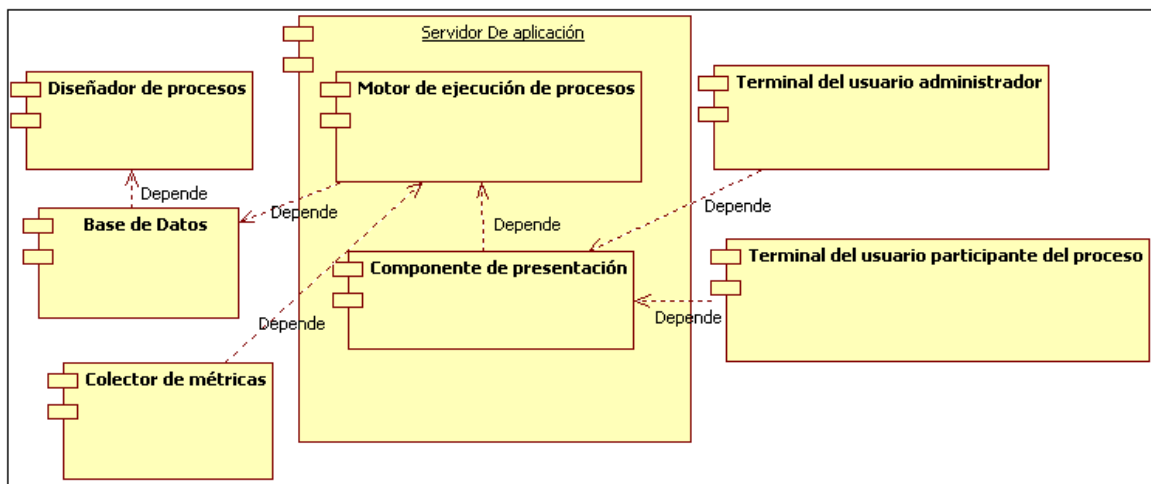 Servidor De aplicación
Diseñador de procesos
Motor de ejecución de procesos
Terminal del usuario administrador
Depende
Depende
Depende
Base de Datos
Depende
Terminal del usuario participante del proceso
Componente de presentación
Depende
Depende
Colector de métricas